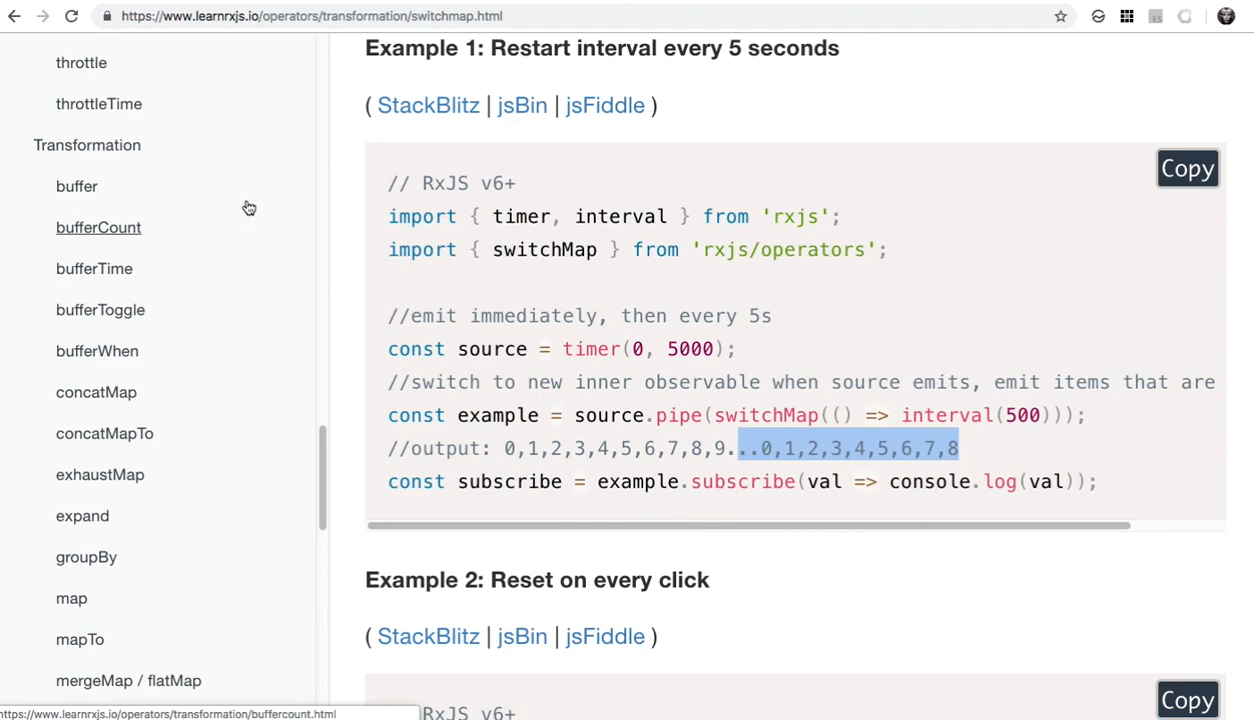 https://www.learnrxjs.io/operators/transformation/switchmap.html
throttle
throttleTime
Transformation
buffer
bufferCount
bufferTime
bufferToggle
bufferWhen
concatMap
concatMapTo
exhaustMap
expand
groupBy
map
mapTo
mergeMap / flatMap
https://www.learnrxjs.io/operators/transformation/buffercount.html
Example 1: Restart interval every 5 seconds
( StackBlitz | jsBin | jsFiddle )
Copy
// RxJS v6+
import { timer, interval } from 'rxjs';
import { switchMap } from 'rxjs/operators';
//emit immediately, then every 5s
const source = timer(0, 5000);
//switch to new inner observable when source emits, emit items that are
const example = source.pipe(switchMap(() => interval(500)));
//output: 0,1,2,3,4,5,6,7,8,9...0,1,2,3,4,5,6,7,8
const subscribe = example.subscribe(val => console.log(val));
Example 2: Reset on every click
( StackBlitz | jsBin | jsFiddle )
Copy
RxJS v6+